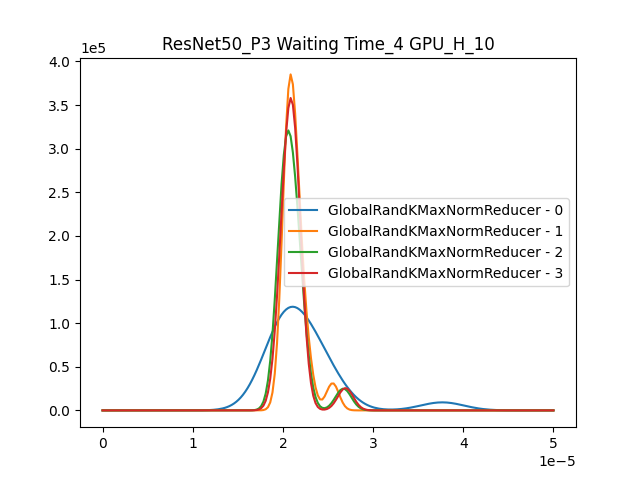 ResNet50_P3 Waiting Time_4 GPU_H_10
1e5
4.0
3.5
3.0
2.5
2.0
1.5
1.0
0.5
0.0
GlobalRandKMaxNormReducer - 0
GlobalRandKMaxNormReducer - 1
GlobalRandKMaxNormReducer - 2
GlobalRandKMaxNormReducer - 3
0 1 2 3 4 5
1e−5